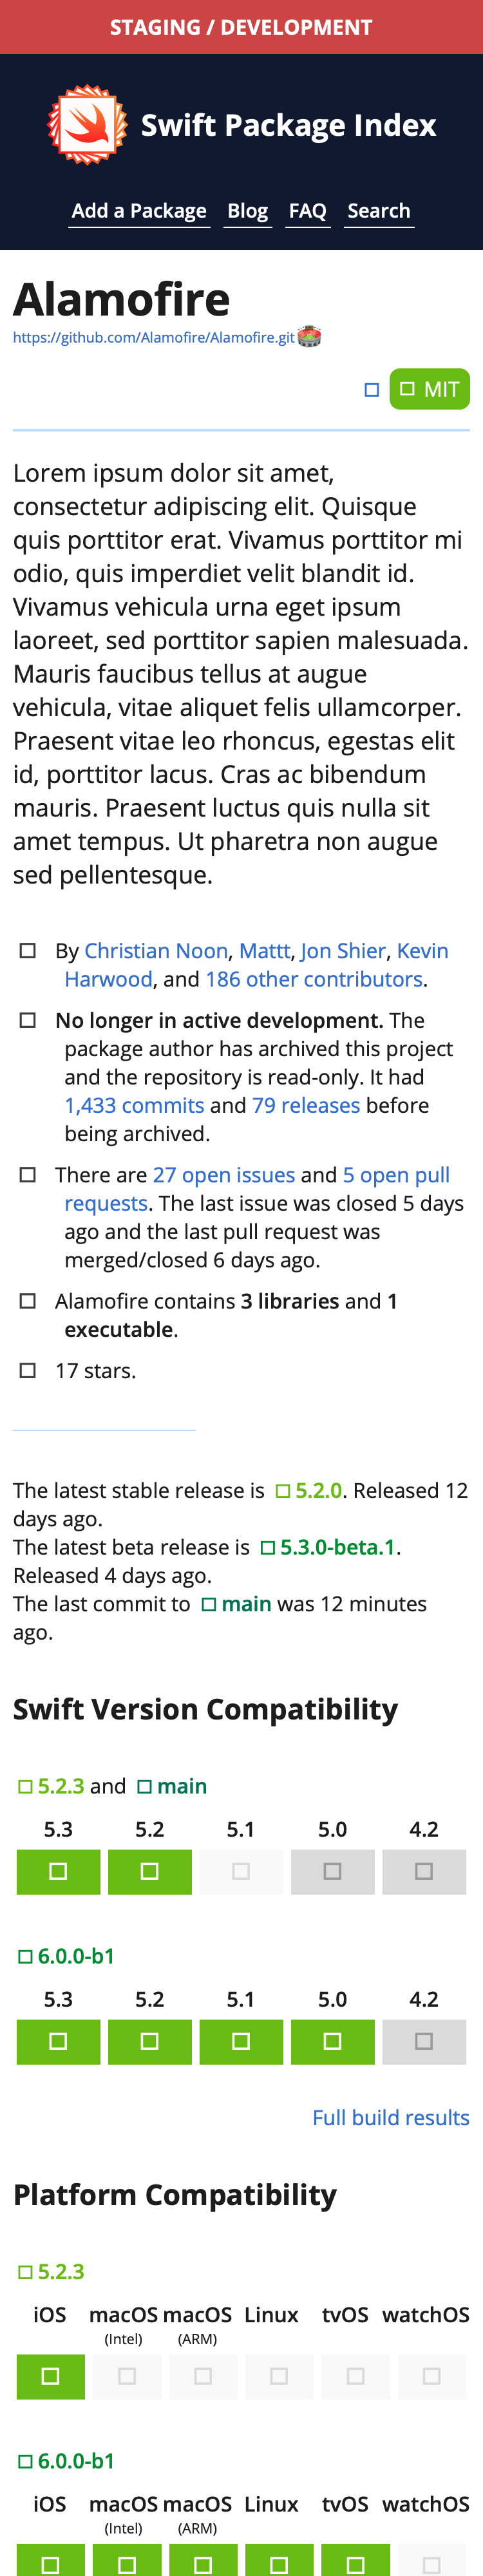 STAGING / DEVELOPMENT
Swift Package Index
Add a Package Blog FAQ Search
Alamofire
https://github.com/Alamofire/Alamofire.git
MIT
Lorem ipsum dolor sit amet,
consectetur adipiscing elit. Quisque
quis porttitor erat. Vivamus porttitor mi
odio, quis imperdiet velit blandit id.
Vivamus vehicula urna eget ipsum
laoreet, sed porttitor sapien malesuada.
Mauris faucibus tellus at augue
vehicula, vitae aliquet felis ullamcorper.
Praesent vitae leo rhoncus, egestas elit
id, porttitor lacus. Cras ac bibendum
mauris. Praesent luctus quis nulla sit
amet tempus. Ut pharetra non augue
sed pellentesque.
By Christian Noon, Mattt, Jon Shier, Kevin
Harwood, and 186 other contributors.
No longer in active development. The
package author has archived this project
and the repository is read-only. It had
1,433 commits and 79 releases before
being archived.
There are 27 open issues and 5 open pull
requests. The last issue was closed 5 days
ago and the last pull request was
merged/closed 6 days ago.
Alamofire contains 3 libraries and 1
executable.
17 stars.
The latest stable release is 5.2.0. Released 12
days ago.
The latest beta release is 5.3.0-beta.1.
Released 4 days ago.
The last commit to main was 12 minutes
ago.
Swift Version Compatibility
5.2.3 and main
5.3 5.2 5.1 5.0 4.2
6.0.0-b1
5.3 5.2 5.1 5.0 4.2
Full build results
Platform Compatibility
5.2.3
iOS macOS macOS Linux tvOS watchOS
(Intel) (ARM)
6.0.0-b1
iOS macOS macOS Linux tvOS watchOS
(Intel) (ARM)